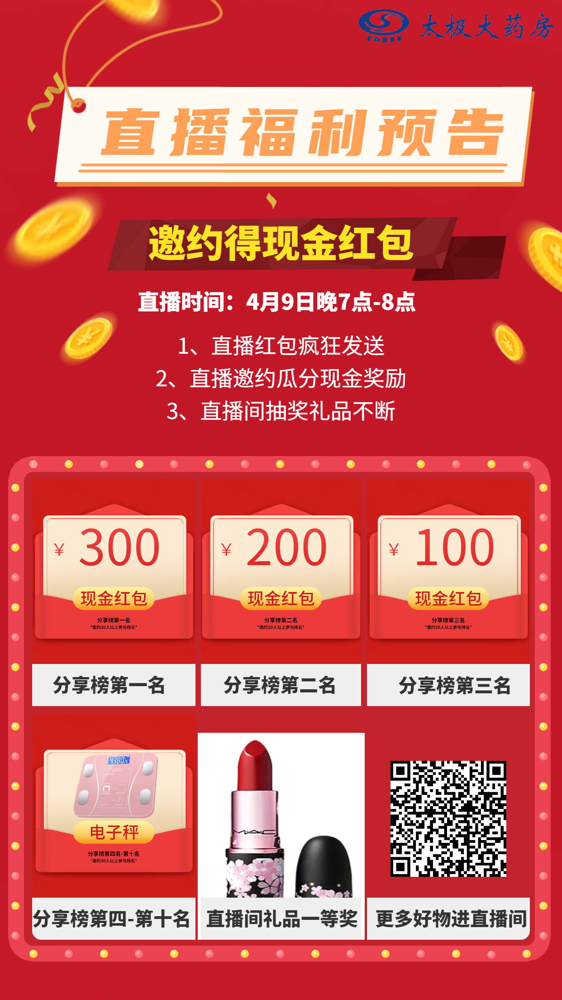 TAIJI
太极大药房
直播福利预告
邀约得现金红包
直播时间：4月9日晚7点-8点
1、直播红包疯狂发送
2、直播邀约瓜分现金奖励
3、直播间抽奖礼品不断
¥ 300
现金红包
分享榜第一名
*邀约30人以上参与排名*
分享榜第一名
¥ 200
现金红包
分享榜第二名
*邀约30人以上参与排名*
分享榜第二名
¥ 100
现金红包
分享榜第三名
*邀约30人以上参与排名*
分享榜第三名
43.80
电子秤
分享榜第四名-第十名
*邀约30人以上参与排名*
分享榜第四-第十名
MAC
直播间礼品一等奖
更多好物进直播间